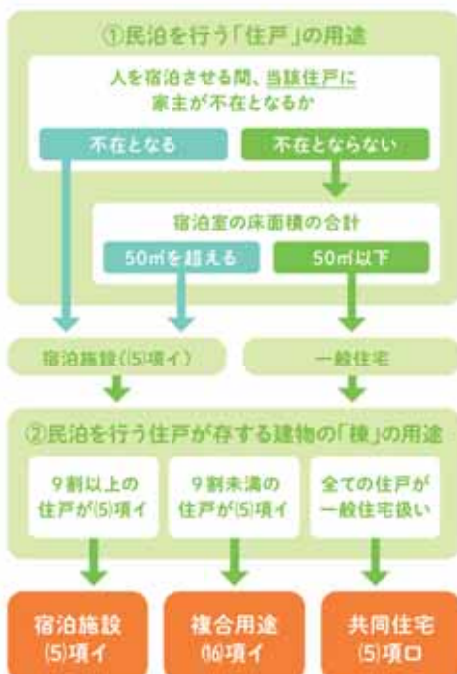 ①民泊を行う「住戸」の用途
人を宿泊させる間、当該住戸に
家主が不在となるか
不在となる
不在とならない
宿泊室の床面積の合計
50㎡を超える
50㎡以下
宿泊施設((5)項イ)
一般住宅
②民泊を行う住戸が存する建物の「棟」の用途
9割以上の
住戸が(5)項イ
9割未満の
住戸が(5)項イ
全ての住戸が
一般住宅扱い
宿泊施設
(5)項イ
複合用途
(16)項イ
共同住宅
(5)項ロ